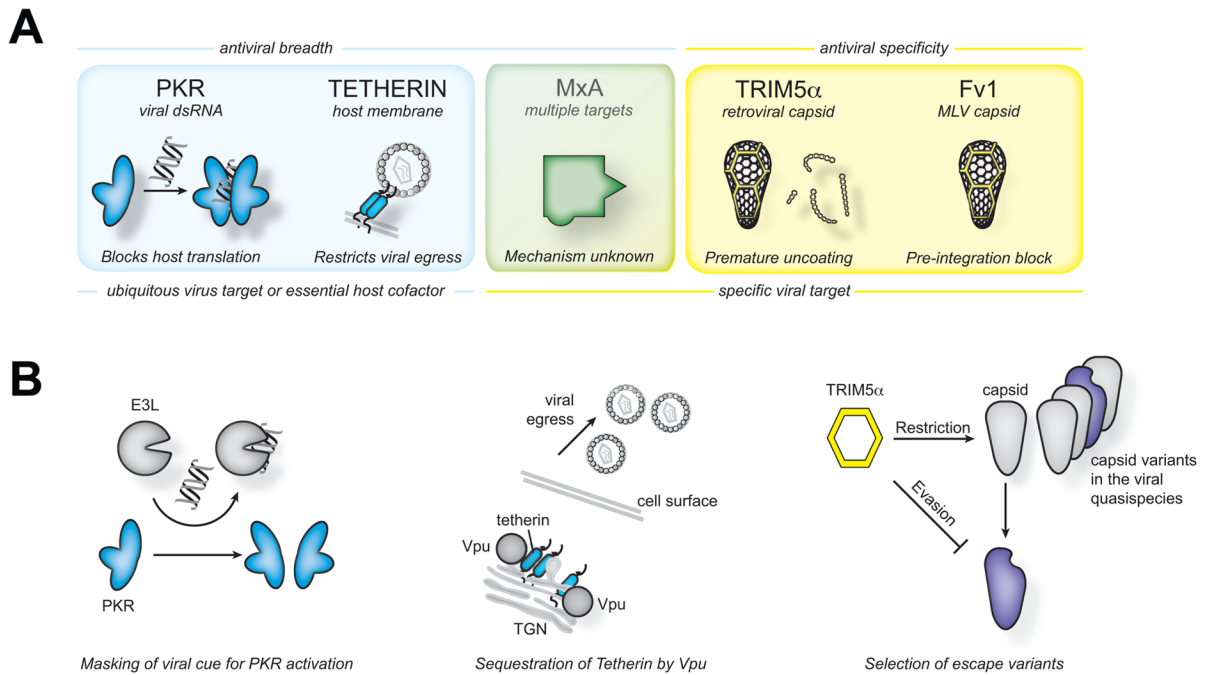 A
antiviral breadth
antiviral specificity
PKR
viral dsRNA
TETHERIN
host membrane
MxA
multiple targets
TRIM5α
retroviral capsid
Fv1
MLV capsid
Blocks host translation
Restricts viral egress
Mechanism unknown
Premature uncoating
Pre-integration block
ubiquitous virus target or essential host cofactor
specific viral target
B
E3L
PKR
Masking of viral cue for PKR activation
viral
egress
cell surface
tetherin
Vpu
Vpu
TGN
Sequestration of Tetherin by Vpu
TRIM5α
Restriction
Evasion
capsid
capsid variants
in the viral
quasispecies
Selection of escape variants